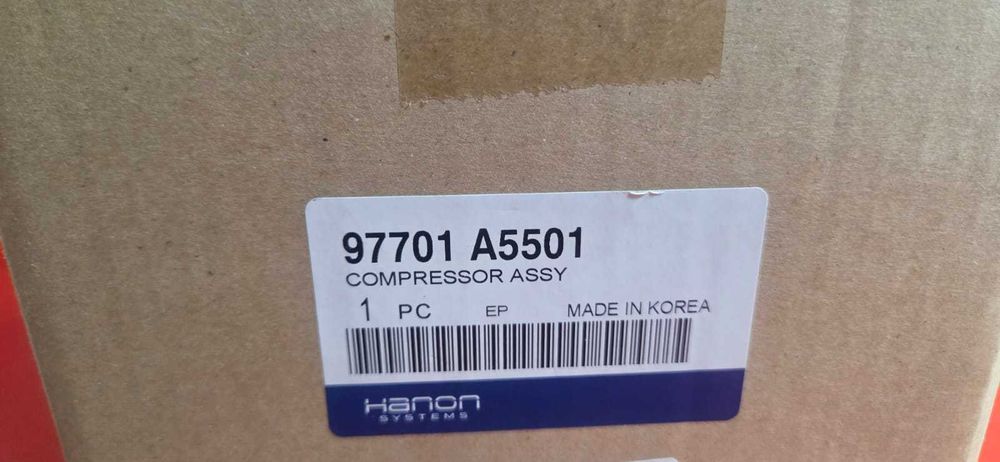 97701 A5501
COMPRESSOR ASSY
1 PC EP MADE IN KOREA
Hanon
SYSTEMS